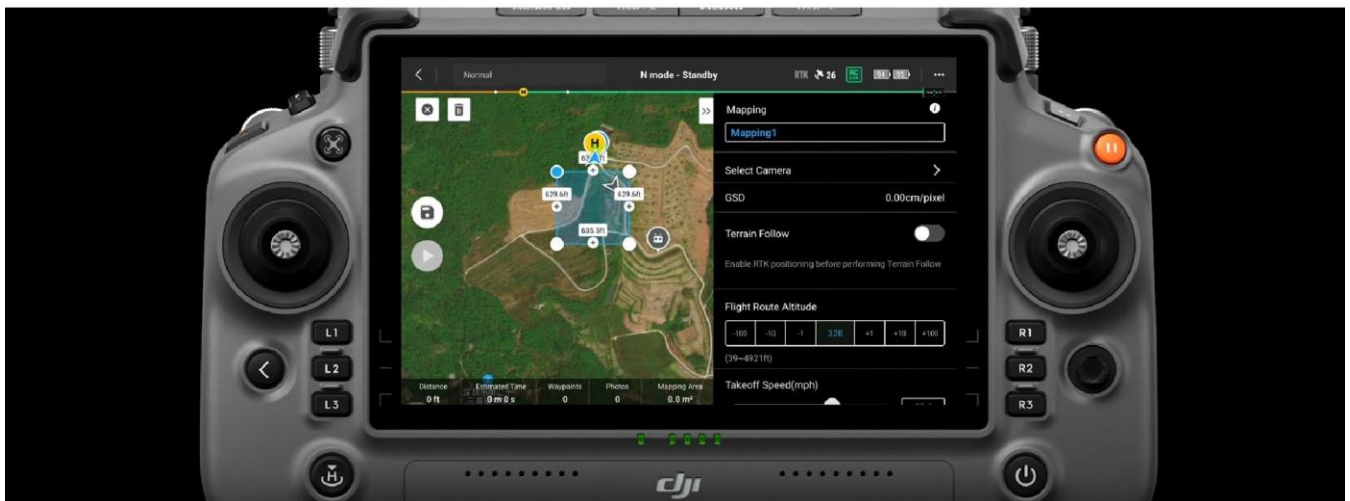 Normal
N mode - Standby
RTK
26
RC
94
95
Mapping
Mapping1
Select Camera
GSD
0.00cm/pixel
Terrain Follow
Enable RTK positioning before performing Terrain Follow
Flight Route Altitude
-100 -10 -1 328 +1 +10 +100
(39~4921ft)
Takeoff Speed(mph)
H
H
629.6ft
629.6ft
635.5ft
Distance Estimated Time Waypoints Photos Mapping Area
0 ft 0 m 0 s 0 0 0.0 m²
L1
L2
L3
R1
R2
R3
H
dji